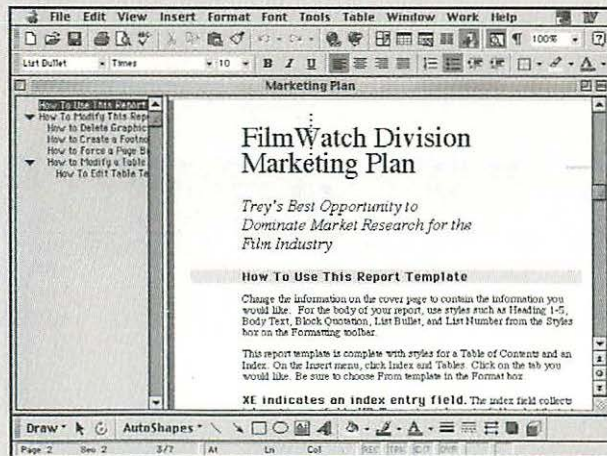 File Edit View Insert Format Font Tools Table Window Work Help
100%
List Bullet Times 10 B I U A
Marketing Plan
How To Use This Report
How To Modify This Rep
How to Delete Graphic
How to Create a Footno
How to Force a Page B
How to Modify a Table
How To Edit Table Te
FilmWatch Division
Marketing Plan
Trey's Best Opportunity to
Dominate Market Research for the
Film Industry
How To Use This Report Template
Change the information on the cover page to contain the information you
would like. For the body of your report, use styles such as Heading 1-5,
Body Text, Block Quotation, List Bullet, and List Number from the Styles
box on the Formatting toolbar.
This report template is complete with styles for a Table of Contents and an
Index. On the Insert menu, click Index and Tables. Click on the tab you
would like. Be sure to choose From template in the Format box.
XE indicates an index entry field. The index field collects
Draw AutoShapes A A
Page 2 Sec 2 3/7 At Ln Col REC TRK EXT OVR